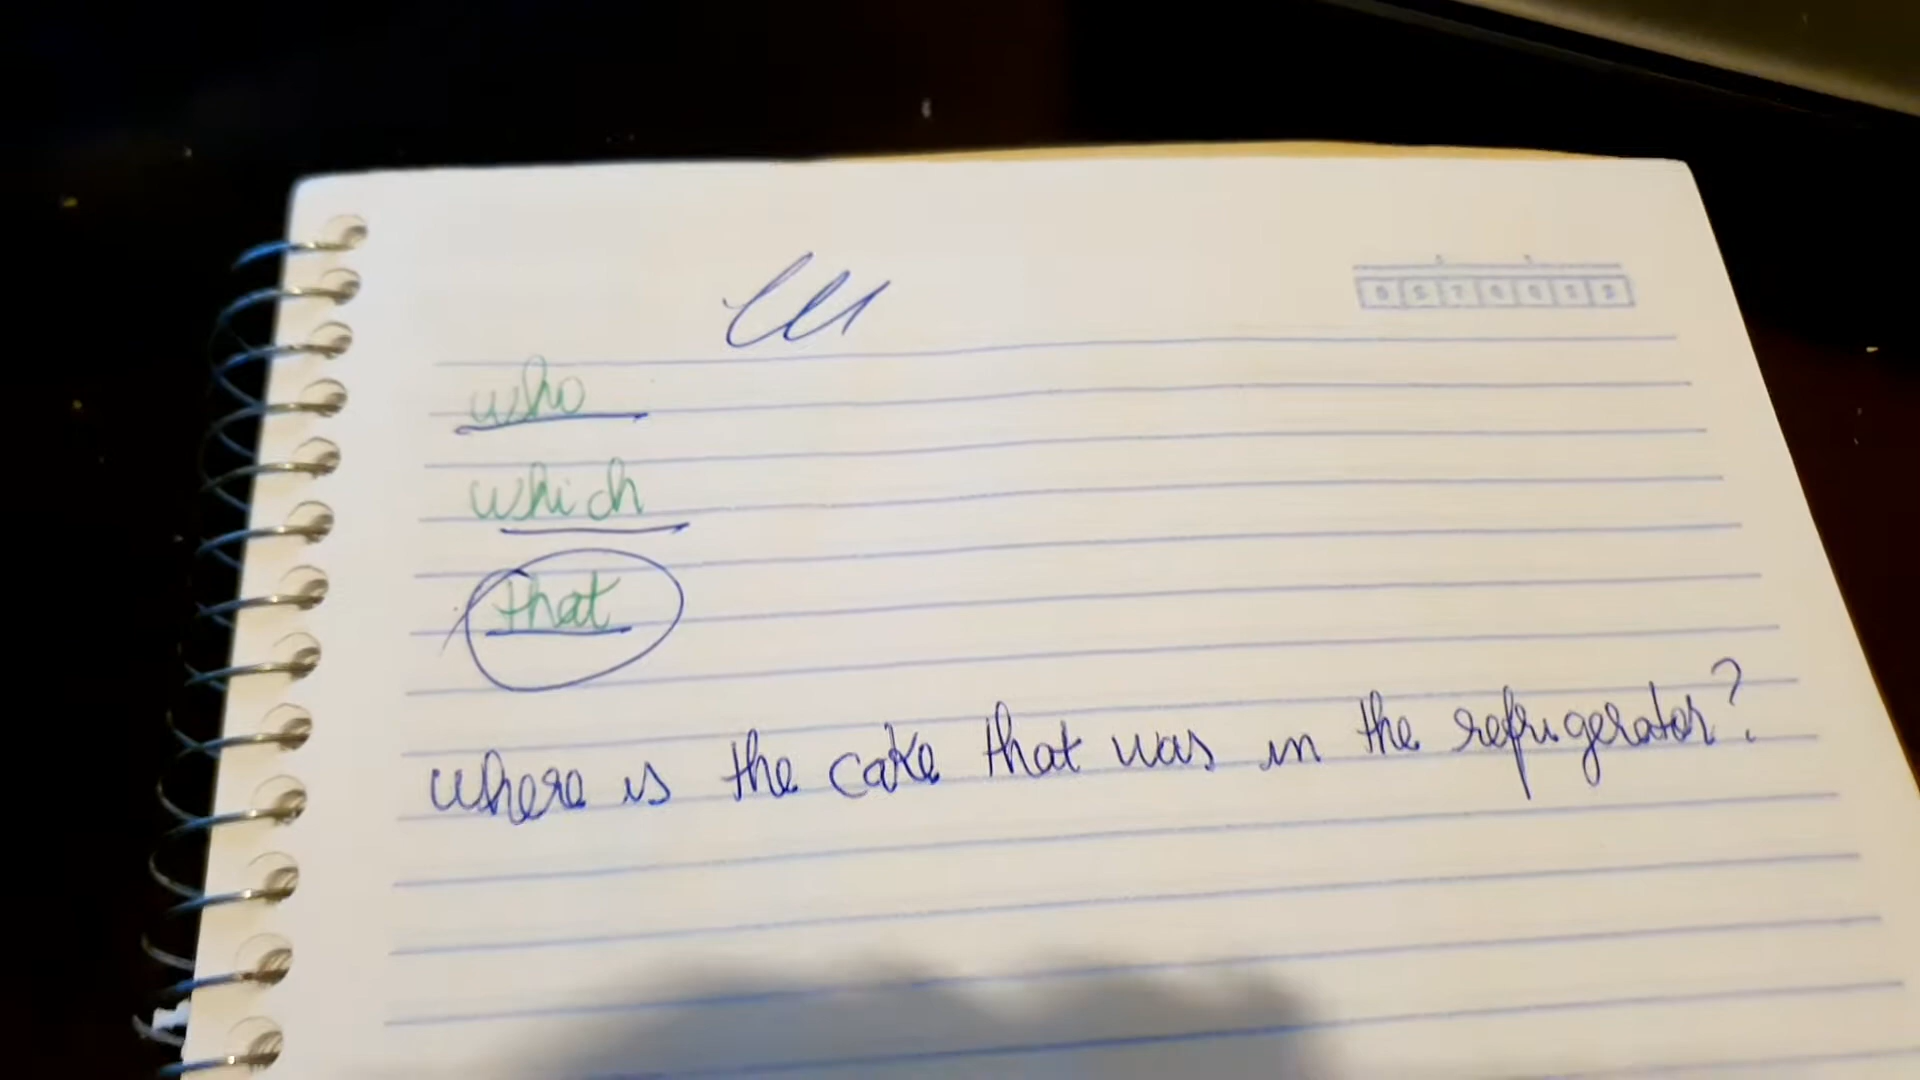 who
which
that
where is the cake that was in the refrigerator?